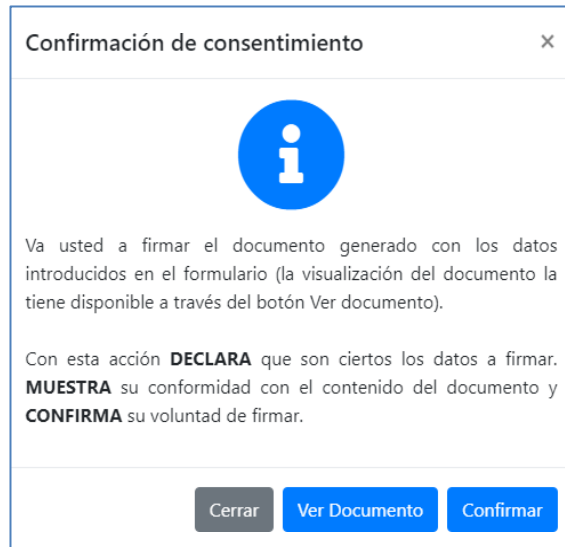 Confirmación de consentimiento ×
Va usted a firmar el documento generado con los datos
introducidos en el formulario (la visualización del documento la
tiene disponible a través del botón Ver documento).
Con esta acción DECLARA que son ciertos los datos a firmar.
MUESTRA su conformidad con el contenido del documento y
CONFIRMA su voluntad de firmar.
Cerrar Ver Documento Confirmar